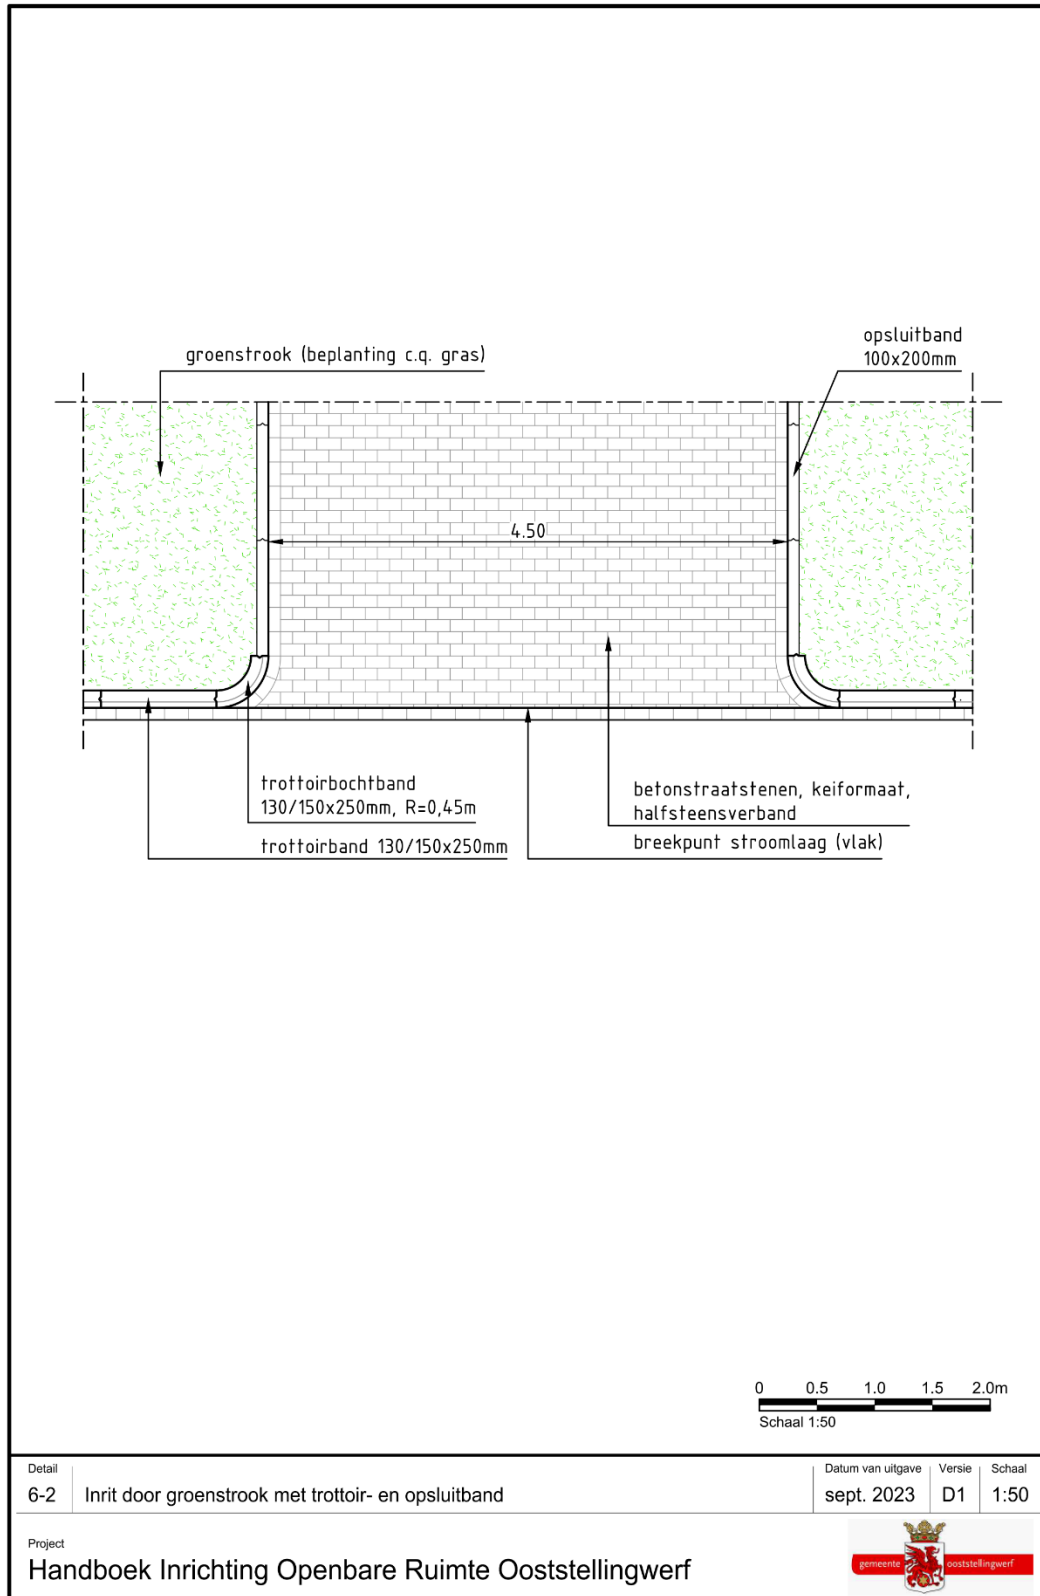 opsluitband
100x200mm
groenstrook (beplanting c.q. gras)
4.50
trottoirbochtband
130/150x250mm, R=0,45m
trottoirband 130/150x250mm
betonstraatstenen, keiformaat,
halfsteensverband
breekpunt stroomlaag (vlak)
0 0.5 1.0 1.5 2.0m
Schaal 1:50
Detail
6-2 Inrit door groenstrook met trottoir- en opsluitband
Datum van uitgave Versie Schaal
sept. 2023 D1 1:50
Project
Handboek Inrichting Openbare Ruimte Ooststellingwerf
gemeente ooststellingwerf